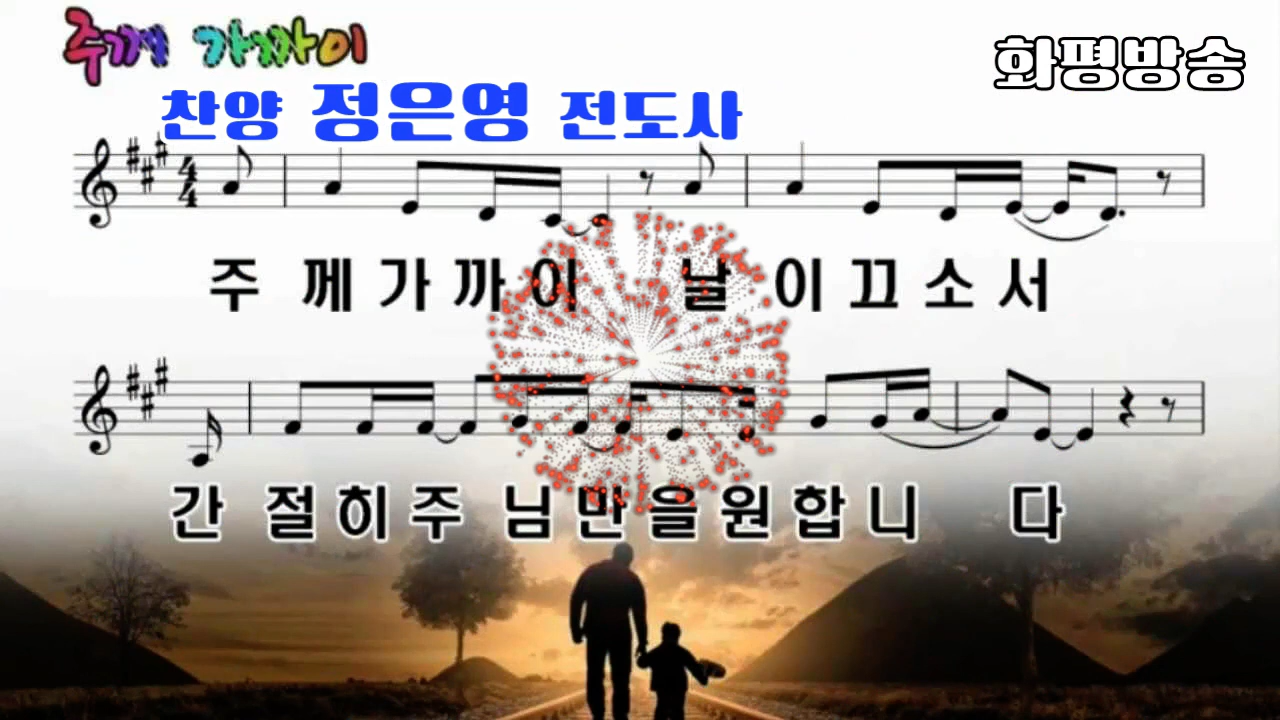 주께 가까이
화평방송
찬양 정은영 전도사
4
4
주 께 가 까 이 날 이 끄 소 서
간 절 히 주 님 만 을 원 합 니 다